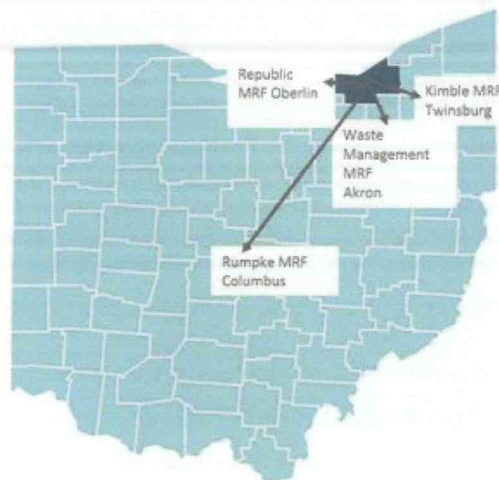 Republic
MRF Oberlin
Kimble MRF
Twinsburg
Waste
Management
MRF
Akron
Rumpke MRF
Columbus